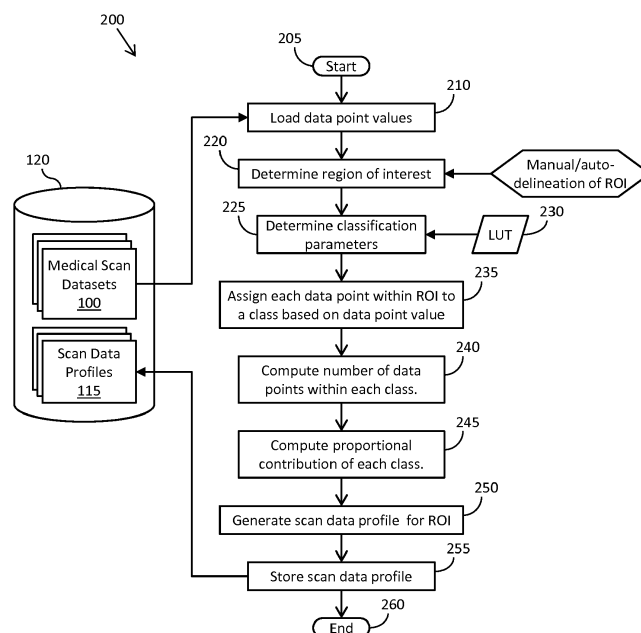 200
205
Start
210
Load data point values
220
Determine region of interest
Manual/auto-
delineation of ROI
120
225
Determine classification
parameters
230
LUT
Medical Scan
Datasets
100
235
Assign each data point within ROI to
a class based on data point value
Scan Data
Profiles
115
240
Compute number of data
points within each class.
245
Compute proportional
contribution of each class.
250
Generate scan data profile for ROI
255
Store scan data profile
260
End